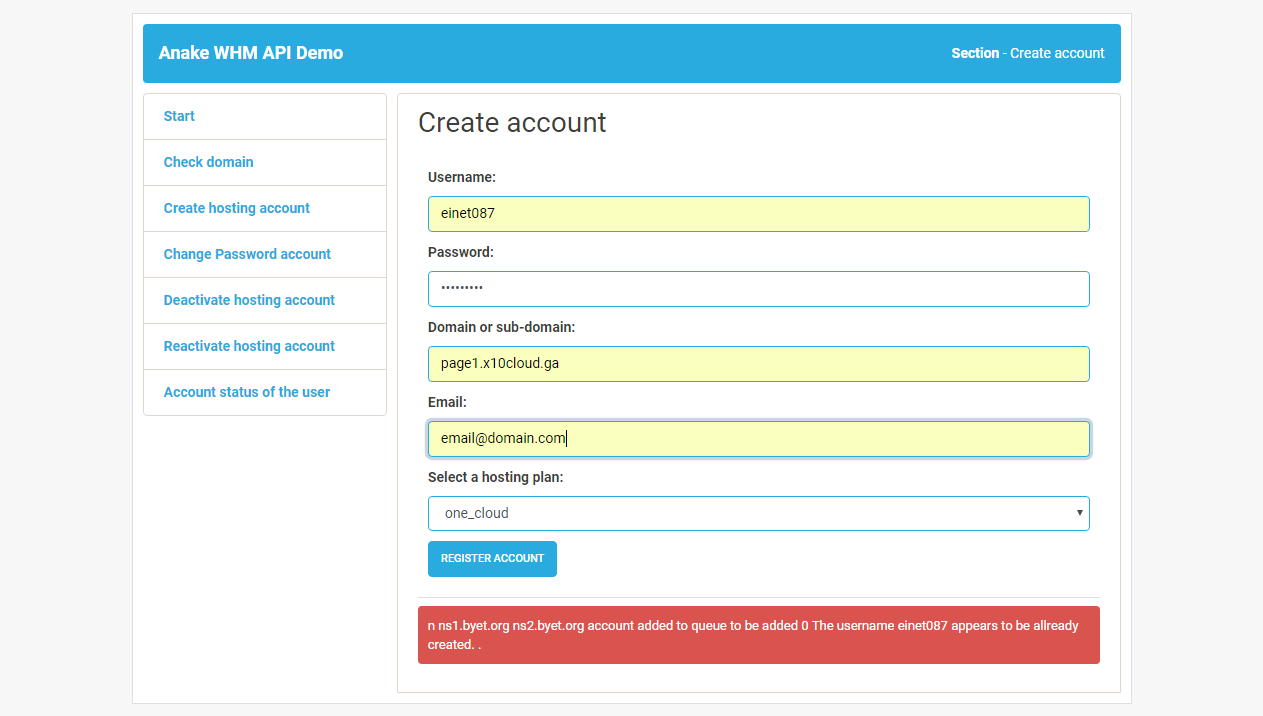 Anake WHM API Demo
Section - Create account
Start
Check domain
Create hosting account
Change Password account
Deactivate hosting account
Reactivate hosting account
Account status of the user
Create account
Username:
einet087
Password:
•••••••••
Domain or sub-domain:
page1.x10cloud.ga
Email:
email@domain.com
Select a hosting plan:
one_cloud
REGISTER ACCOUNT
n ns1.byet.org ns2.byet.org account added to queue to be added 0 The username einet087 appears to be allready
created. .